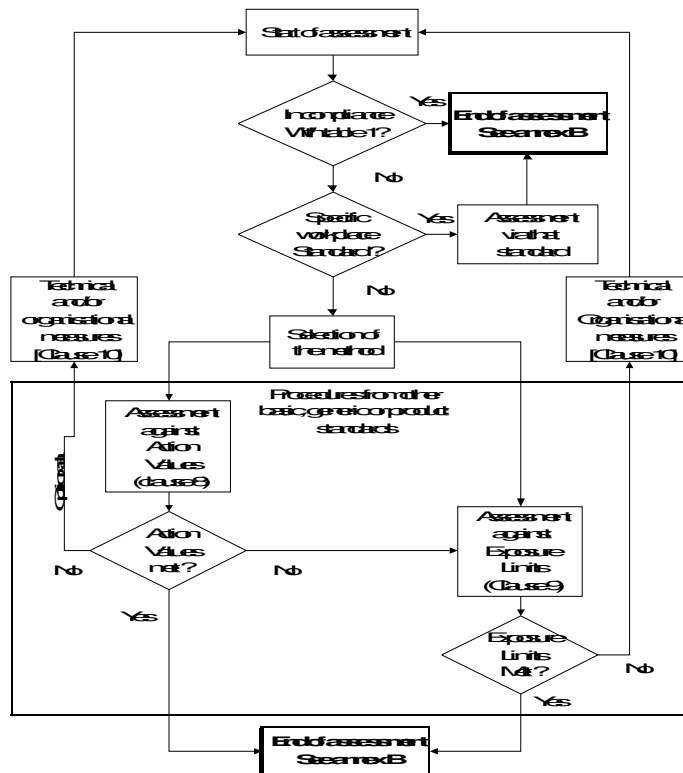 Start of assessment
In compliance
With table 1?
Yes
End of assessment
See annex B
No
Specific
workplace
Standard?
Yes
Assessment
via that
standard
No
Technical
and/or
organisational
measures
[Clause 10]
Selection of
the method
Technical
and/or
Organisational
measures
[Clause 10]
Procedures from other
basic, generic or product
standards
Assessment
against
Action
Values
(clause 8)
Optional
Action
Values
met?
No
No
Yes
Assessment
against
Exposure
Limits
(Clause 9)
Exposure
Limits
Met?
No
Yes
End of assessment
See annex B